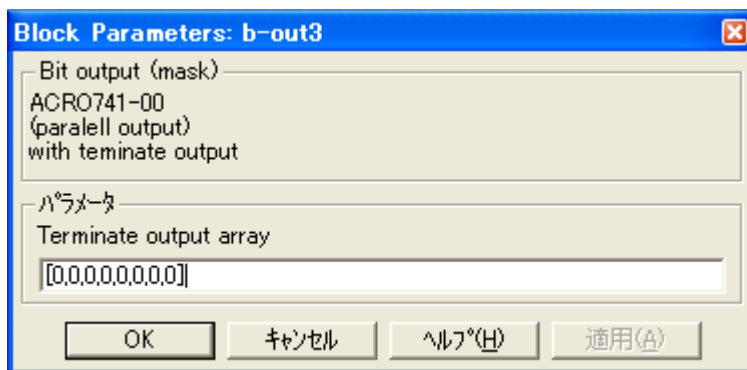 Block Parameters: b-out3
Bit output (mask)
ACRO741-00
(paralell output)
with teminate output
パラメータ
Terminate output array
[0,0,0,0,0,0,0,0]
OK
キャンセル
ヘルプ(H)
適用(A)